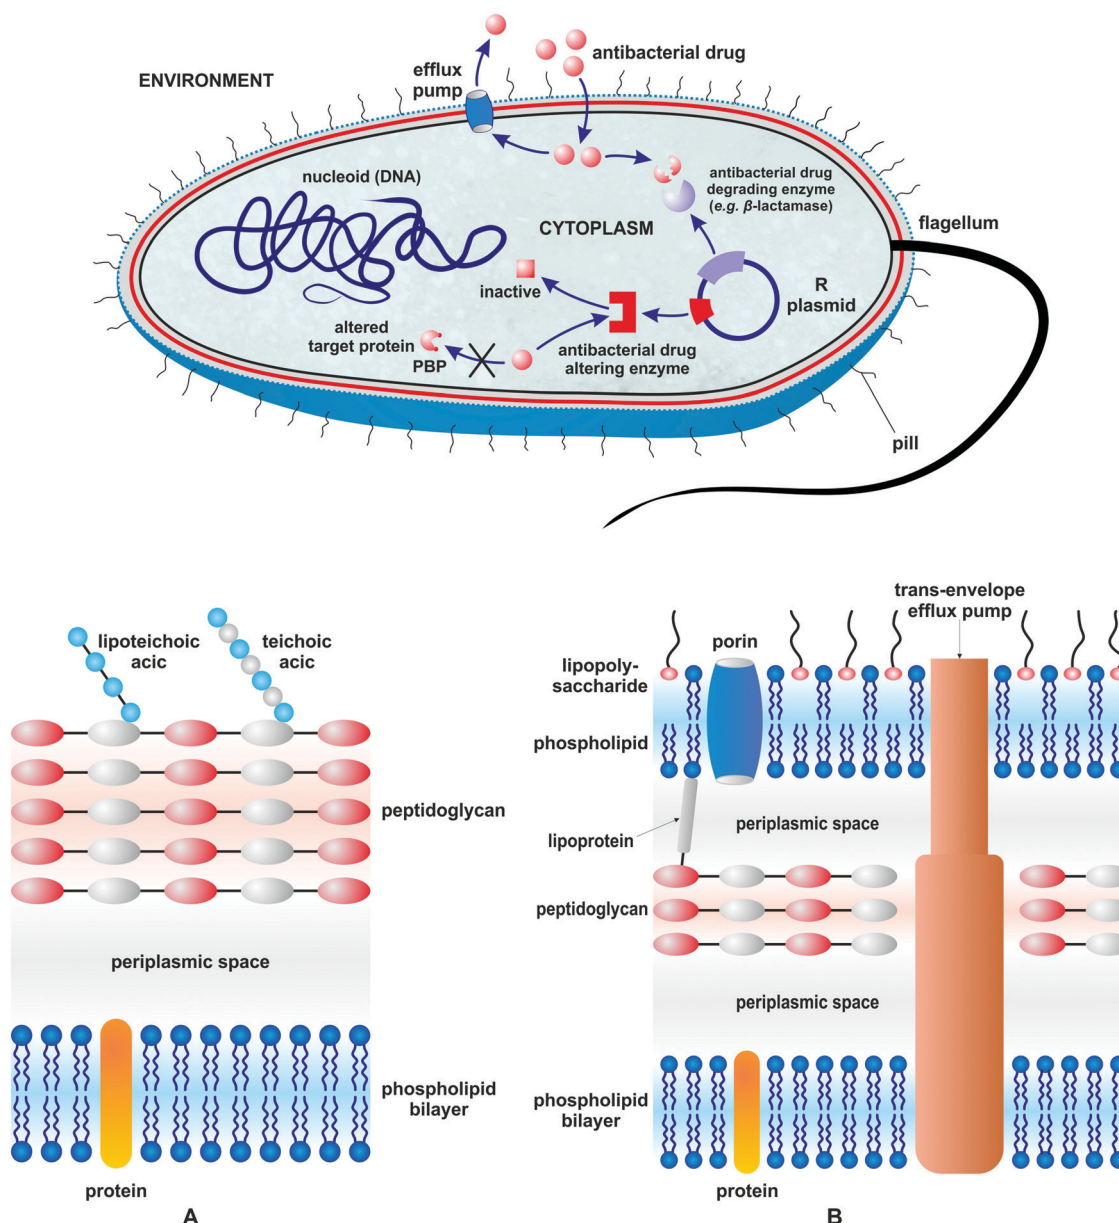 antibacterial drug
ENVIRONMENT
efflux
pump
nucleoid (DNA)
antibacterial drug
degrading enzyme
(e.g. β-lactamase)
CYTOPLASM
flagellum
inactive
R
plasmid
altered
target protein
PBP
antibacterial drug
altering enzyme
pill
lipoteichoic
acic
teichoic
acic
peptidoglycan
periplasmic space
phospholipid
bilayer
protein
A
trans-envelope
efflux pump
porin
lipopoly-
saccharide
phospholipid
periplasmic space
lipoprotein
peptidoglycan
periplasmic space
phospholipid
bilayer
protein
B